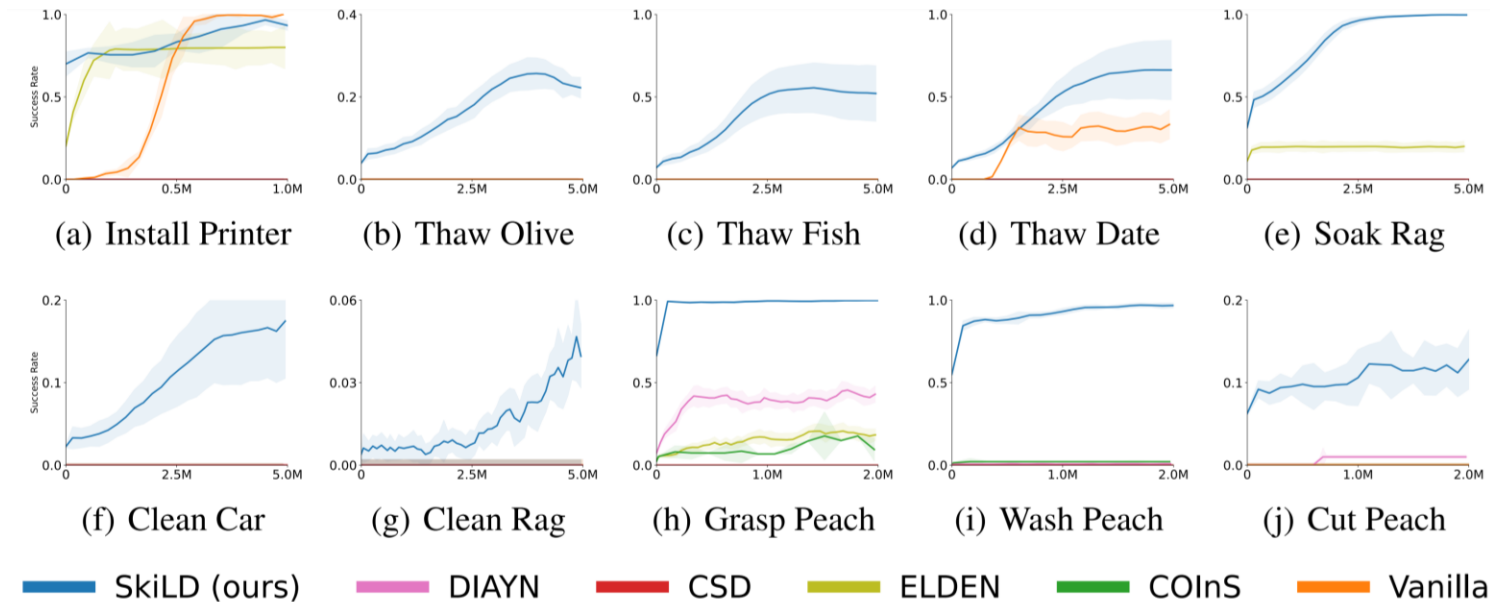 1.0
0.5
0.0
Success Rate
0 0.5M 1.0M
(a) Install Printer
0.4
0.2
0.0
0 2.5M 5.0M
(b) Thaw Olive
1.0
0.5
0.0
0 2.5M 5.0M
(c) Thaw Fish
1.0
0.5
0.0
0 2.5M 5.0M
(d) Thaw Date
1.0
0.5
0.0
0 2.5M 5.0M
(e) Soak Rag
0.2
0.1
0.0
Success Rate
0 2.5M 5.0M
(f) Clean Car
0.06
0.03
0.00
0 2.5M 5.0M
(g) Clean Rag
1.0
0.5
0.0
0 1.0M 2.0M
(h) Grasp Peach
1.0
0.5
0.0
0 1.0M 2.0M
(i) Wash Peach
0.2
0.1
0.0
0 1.0M 2.0M
(j) Cut Peach
SkiLD (ours) DIAYN CSD ELDEN COInS Vanilla